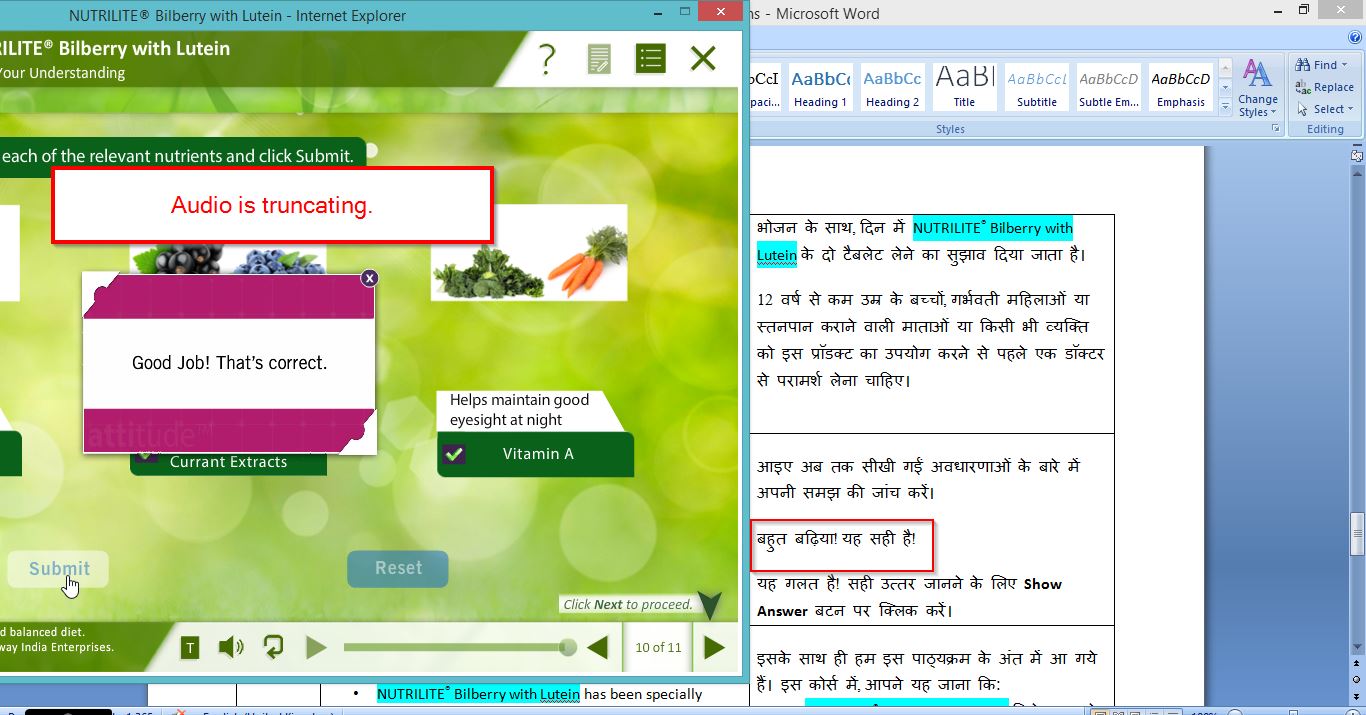 NUTRILITE® Bilberry with Lutein - Internet Explorer
- Microsoft Word
RILITE® Bilberry with Lutein
Your Understanding
?
each of the relevant nutrients and click Submit.
Audio is truncating.
x
Good Job! That's correct.
attitude™
Currant Extracts
Helps maintain good
eyesight at night
Vitamin A
Submit
Reset
Click Next to proceed.
d balanced diet.
way India Enterprises.
T
10 of 11
AaBbCc
Heading 1
AaBbCc
Heading 2
AaBl
Title
AaBbCcL
Subtitle
AaBbCcD
Subtle Em...
AaBbCcD
Emphasis
Change
Styles
Styles
Find
Replace
Select
Editing
भोजन के साथ, दिन में NUTRILITE® Bilberry with
Lutein के दो टैबलेट लेने का सुझाव दिया जाता है।
12 वर्ष से कम उम्र के बच्चों, गर्भवती महिलाओं या
स्तनपान कराने वाली माताओं या किसी भी व्यक्ति
को इस प्रॉडक्ट का उपयोग करने से पहले एक डॉक्टर
से परामर्श लेना चाहिए।
आइए अब तक सीखी गईं अवधारणाओं के बारे में
अपनी समझ की जांच करें।
बहुत बढ़िया! यह सही है!
यह गलत है! सही उत्तर जानने के लिए Show
Answer बटन पर क्लिक करें।
इसके साथ ही हम इस पाठ्यक्रम के अंत में आ गये
हैं। इस कोर्स में, आपने यह जाना कि:
• NUTRILITE® Bilberry with Lutein has been specially